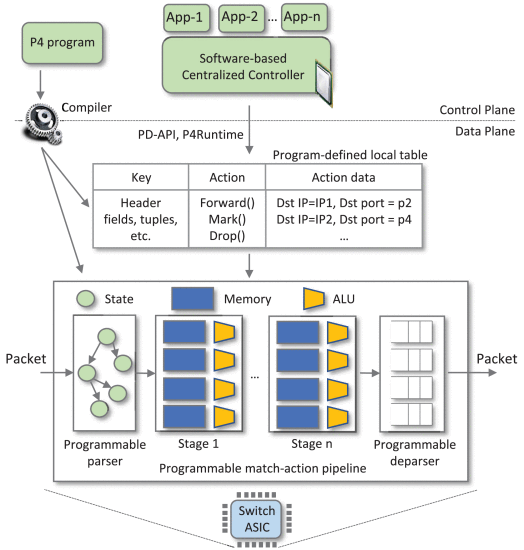 App-1 App-2 ... App-n
P4 program
Software-based
Centralized Controller
Compiler
Control Plane
Data Plane
PD-API, P4Runtime
Program-defined local table
Key Action Action data
Header Forward() Dst IP=IP1, Dst port = p2
fields, tuples, Mark() Dst IP=IP2, Dst port = p4
etc. Drop() ...
State Memory ALU
Packet ... Packet
Programmable
parser
Stage 1
Stage n
Programmable
deparser
Programmable match-action pipeline
Switch
ASIC